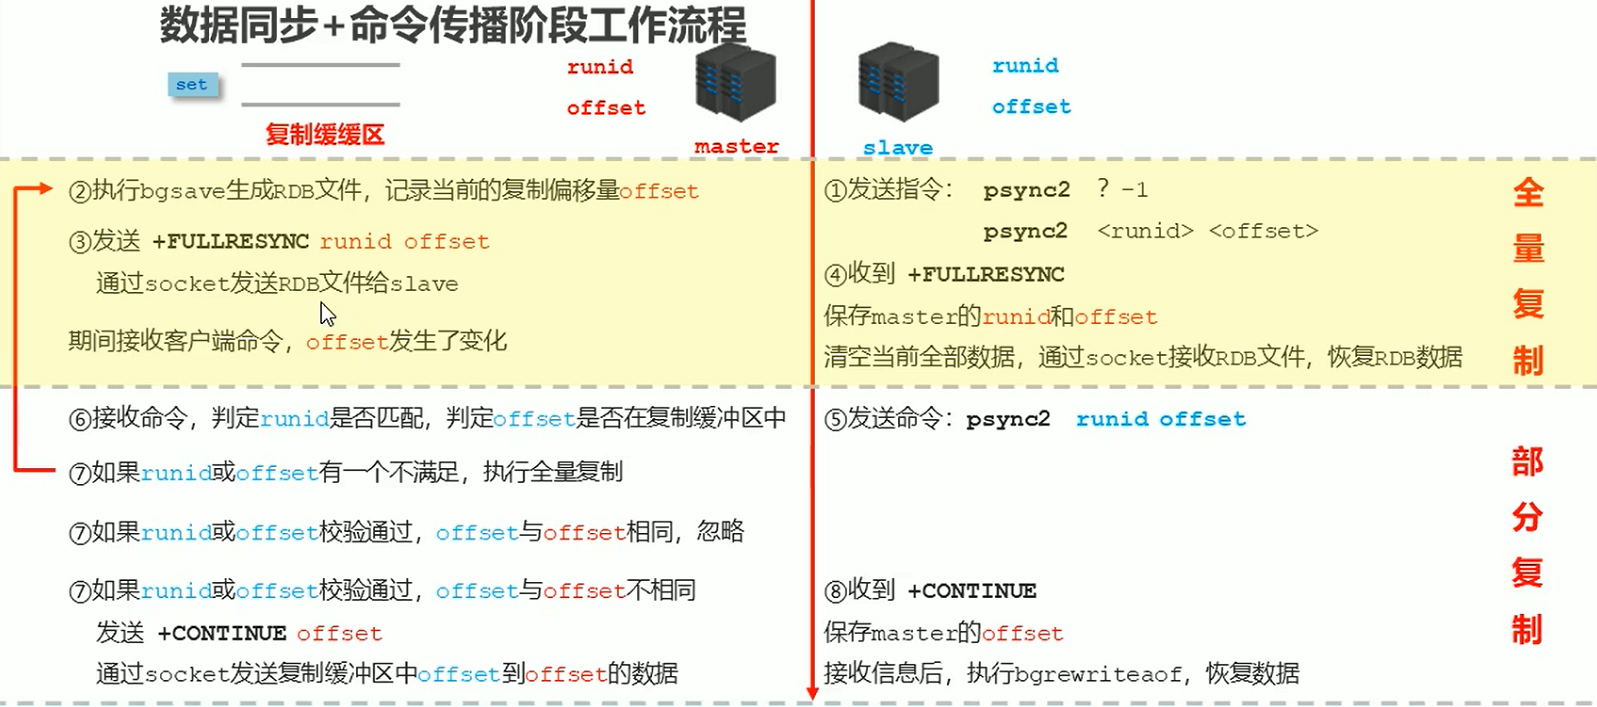 数据同步+命令传播阶段工作流程
set
复制缓缓区
runid
offset
master
runid
offset
slave
②执行bgsave生成RDB文件，记录当前的复制偏移量offset
③发送 +FULLRESYNC runid offset
通过socket发送RDB文件给slave
期间接收客户端命令，offset发生了变化
①发送指令： psync2 ? -1
psync2 <runid> <offset>
④收到 +FULLRESYNC
保存master的runid和offset
清空当前全部数据，通过socket接收RDB文件，恢复RDB数据
全量复制
⑥接收命令，判定runid是否匹配，判定offset是否在复制缓冲区中
⑦如果runid或offset有一个不满足，执行全量复制
⑦如果runid或offset校验通过，offset与offset相同，忽略
⑦如果runid或offset校验通过，offset与offset不相同
发送 +CONTINUE offset
通过socket发送复制缓冲区中offset到offset的数据
⑤发送命令：psync2 runid offset
⑧收到 +CONTINUE
保存master的offset
接收信息后，执行bgrewriteaof，恢复数据
部分复制